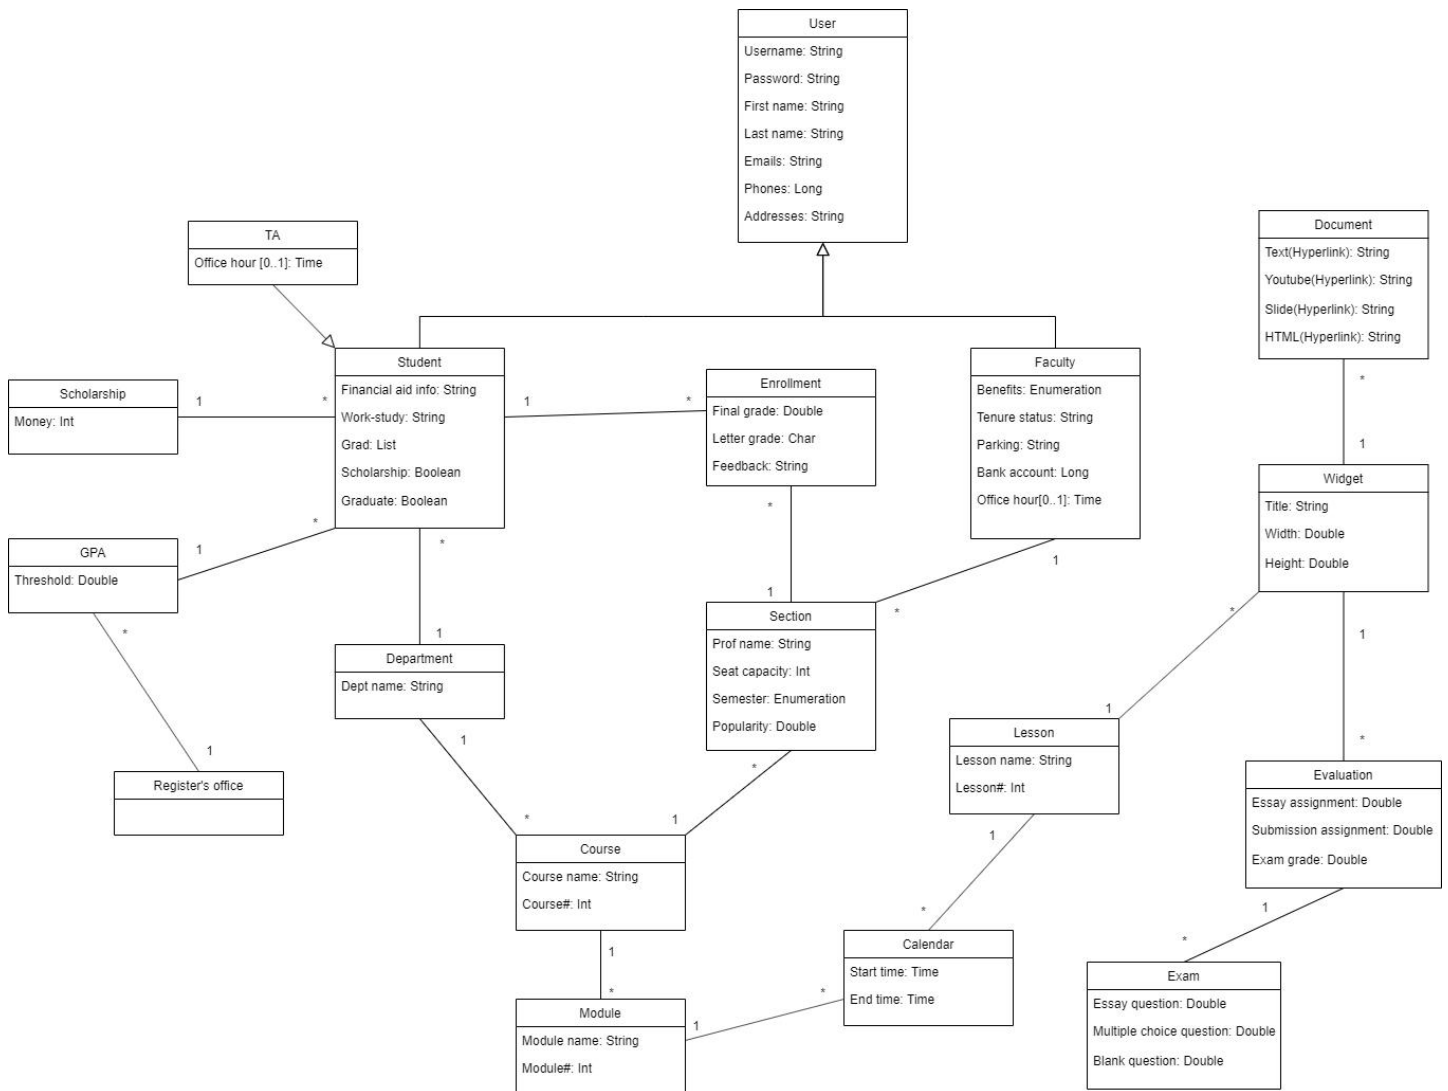 User
Username: String
Password: String
First name: String
Last name: String
Emails: String
Phones: Long
Addresses: String
TA
Office hour [0..1]: Time
Document
Text(Hyperlink): String
Youtube(Hyperlink): String
Slide(Hyperlink): String
HTML(Hyperlink): String
*
1
Scholarship
Money: Int
1
*
Student
Financial aid info: String
Work-study: String
Grad: List
Scholarship: Boolean
Graduate: Boolean
1
*
Enrollment
Final grade: Double
Letter grade: Char
Feedback: String
*
1
Faculty
Benefits: Enumeration
Tenure status: String
Parking: String
Bank account: Long
Office hour[0..1]: Time
1
*
Widget
Title: String
Width: Double
Height: Double
*
1
1
*
GPA
Threshold: Double
1
*
*
1
Register's office
*
1
Department
Dept name: String
1
*
Section
Prof name: String
Seat capacity: Int
Semester: Enumeration
Popularity: Double
*
1
Lesson
Lesson name: String
Lesson#: Int
1
*
Evaluation
Essay assignment: Double
Submission assignment: Double
Exam grade: Double
1
*
Course
Course name: String
Course#: Int
1
*
Calendar
Start time: Time
End time: Time
*
1
Module
Module name: String
Module#: Int
Exam
Essay question: Double
Multiple choice question: Double
Blank question: Double